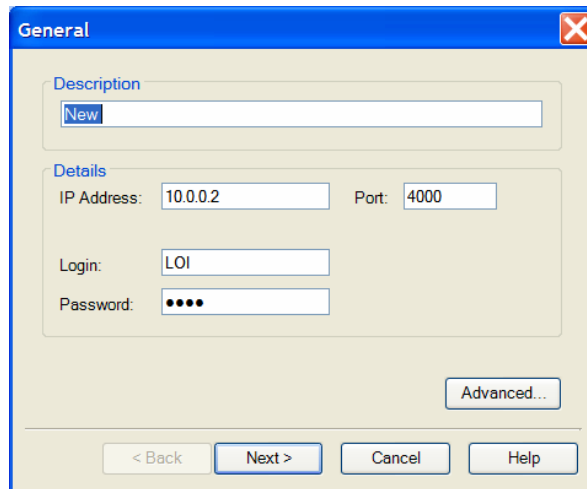 General
Description
New
Details
IP Address: 10.0.0.2 Port: 4000
Login: LOI
Password: ●●●●
Advanced...
< Back Next > Cancel Help